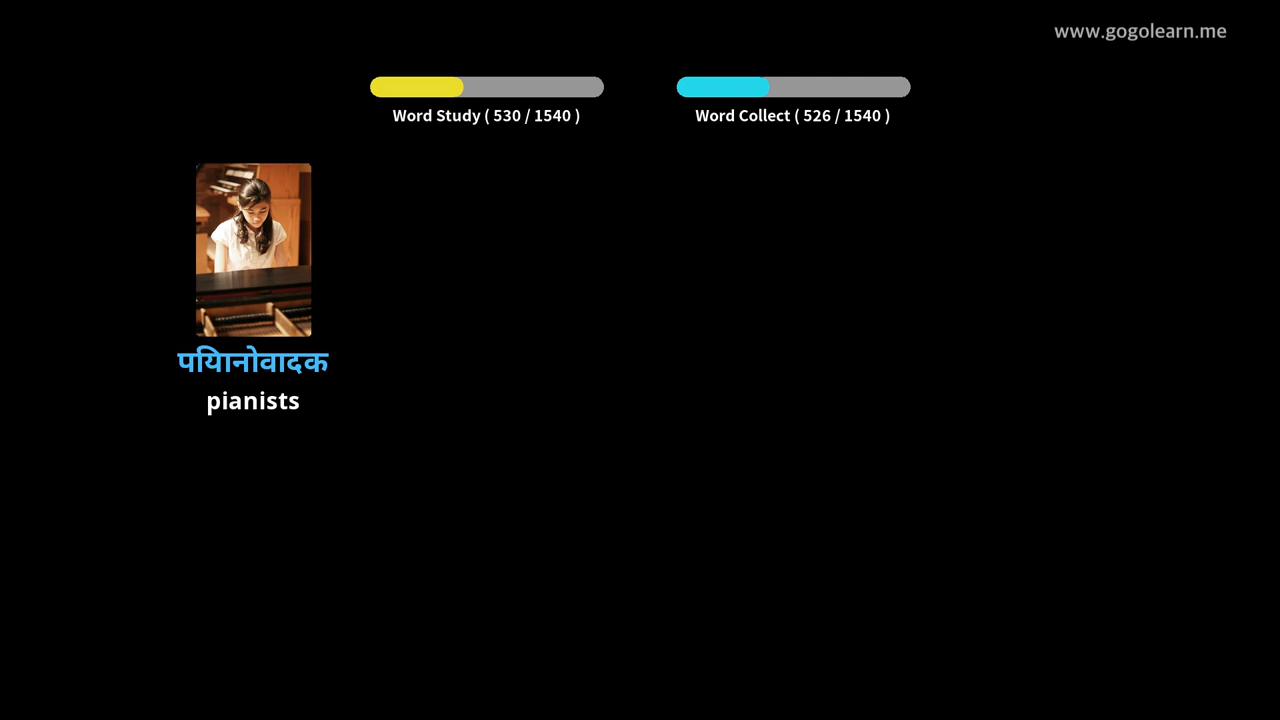 www.gogolearn.me
Word Study ( 530 / 1540 )
Word Collect ( 526 / 1540 )
पियानोवादक
pianists